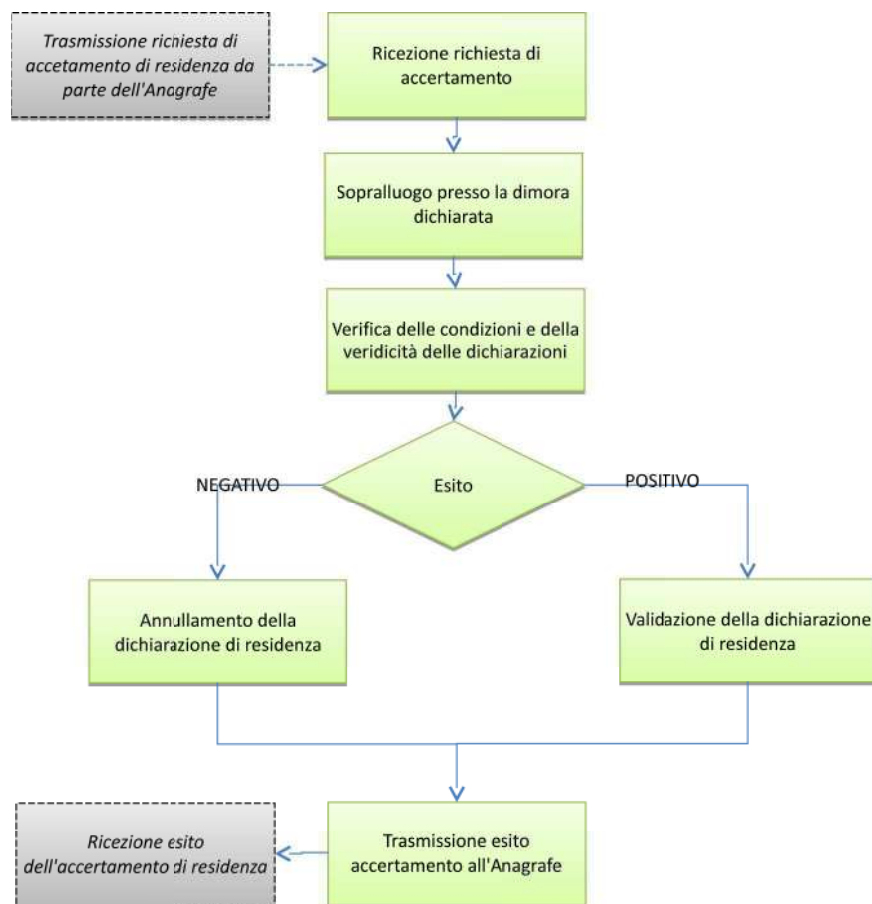 Trasmissione richiesta di
accetamento di residenza da
parte dell'Anagrafe
Ricezione richiesta di
accertamento
Sopralluogo presso la dimora
dichiarata
Verifica delle condizioni e della
veridicità delle dichiarazioni
Esito
NEGATIVO
POSITIVO
Annullamento della
dichiarazione di residenza
Validazione della dichiarazione
di residenza
Trasmissione esito
accertamento all'Anagrafe
Ricezione esito
dell'accertamento di residenza